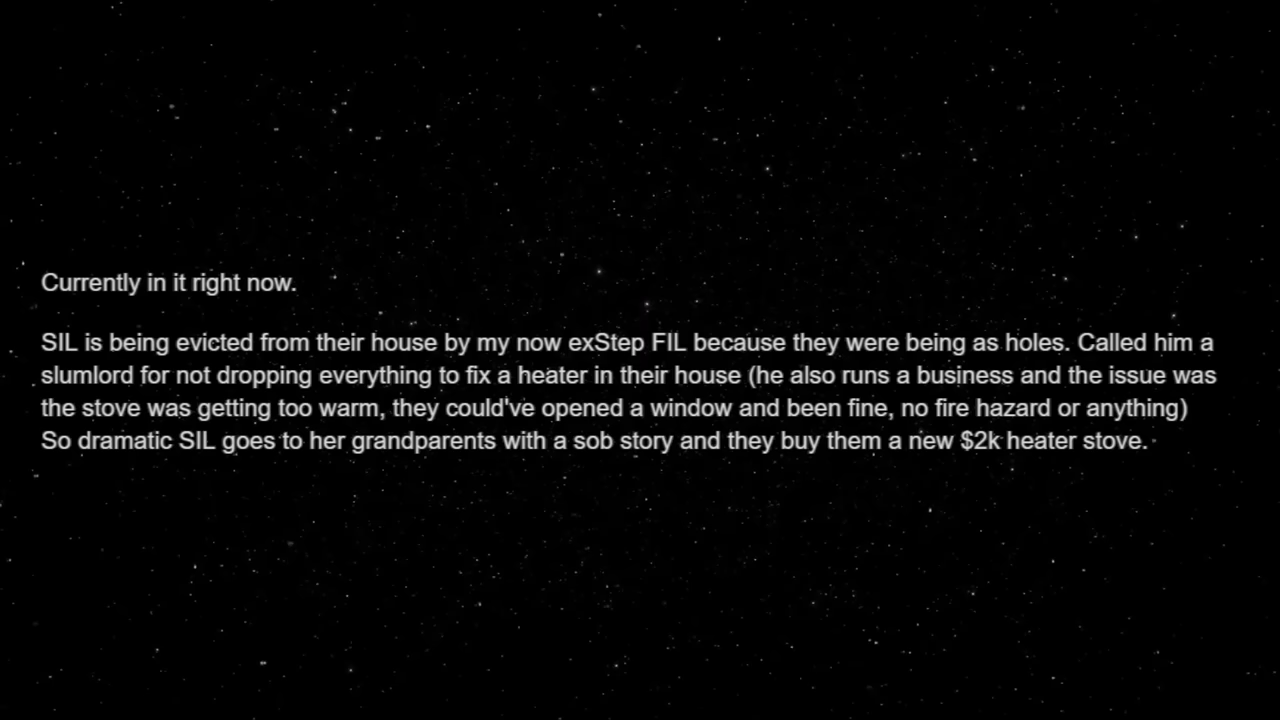 Currently in it right now.
SIL is being evicted from their house by my now exStep FIL because they were being as holes. Called him a
slumlord for not dropping everything to fix a heater in their house (he also runs a business and the issue was
the stove was getting too warm, they could've opened a window and been fine, no fire hazard or anything)
So dramatic SIL goes to her grandparents with a sob story and they buy them a new $2k heater stove.